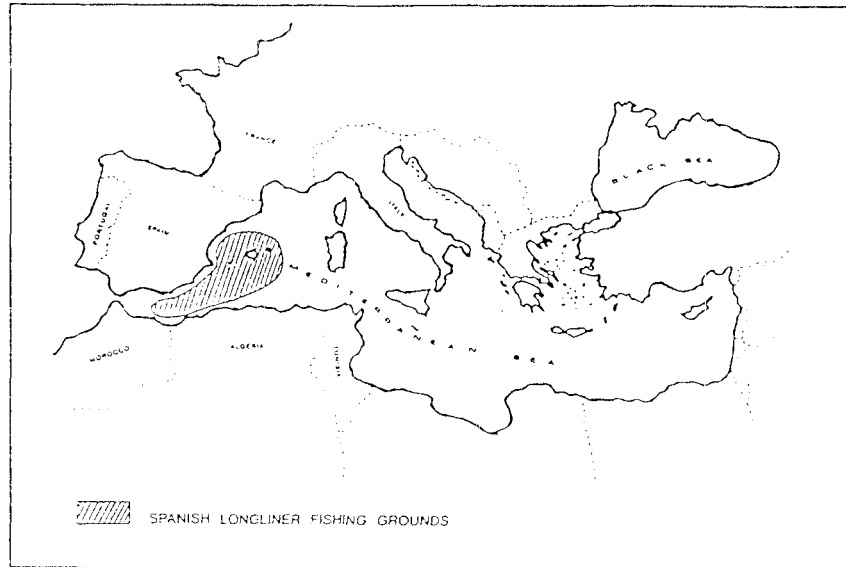 FRANCE
BLACK SEA
PORTUGAL
SPAIN
ITALY
MEDITERRANEAN SEA
MOROCCO
ALGERIA
SPANISH LONGLINER FISHING GROUNDS